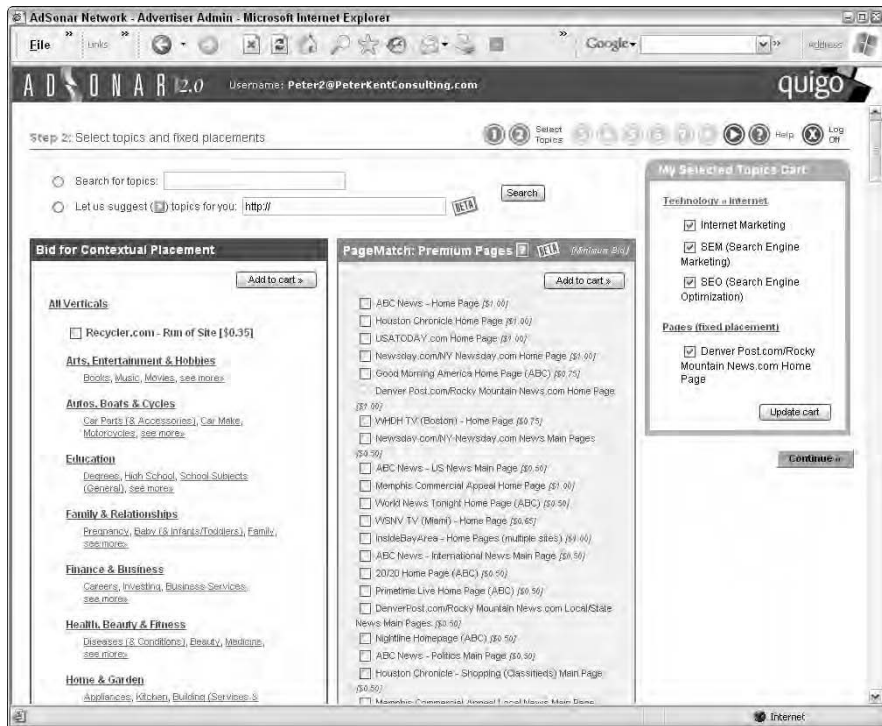 AdSonar Network - Advertiser Admin - Microsoft Internet Explorer
File
Links
Google
Address
ADSONAR 2.0
Username: Peter2@PeterKentConsulting.com
quigo
Step 2: Select topics and fixed placements
1 2 Select Topics
Help
Log Off
Search for topics:
Let us suggest topics for you: http://
BETA
Search
Bid for Contextual Placement
Add to cart »
All Verticals
Recycler.com - Run of Site [$0.35]
Arts, Entertainment & Hobbies
Books, Music, Movies, see more»
Autos, Boats & Cycles
Car Parts (& Accessories), Car Make,
Motorcycles, see more»
Education
Degrees, High School, School Subjects
(General), see more»
Family & Relationships
Pregnancy, Baby (& Infants/Toddlers), Family,
see more»
Finance & Business
Careers, Investing, Business Services,
see more»
Health, Beauty & Fitness
Diseases (& Conditions), Beauty, Medicine,
see more»
Home & Garden
Appliances, Kitchen, Building (Services &
PageMatch: Premium Pages ? BETA [Minimum Bid]
Add to cart »
ABC News - Home Page [$1.00]
Houston Chronicle Home Page [$1.00]
USATODAY.com Home Page [$1.00]
Newsday.com/NY Newsday.com Home Page [$1.00]
Good Morning America Home Page (ABC) [$0.75]
Denver Post.com/Rocky Mountain News.com Home Page
[$1.00]
WHDH TV (Boston) - Home Page [$0.75]
Newsday.com/NY-Newsday.com News Main Pages
[$0.50]
ABC News - US News Main Page [$0.50]
Memphis Commercial Appeal Home Page [$1.00]
World News Tonight Home Page (ABC) [$0.50]
WSNV TV (Miami) - Home Page [$0.65]
InsideBayArea - Home Pages (multiple sites) [$1.00]
ABC News - International News Main Page [$0.50]
20/20 Home Page (ABC) [$0.50]
Primetime Live Home Page (ABC) [$0.50]
DenverPost.com/Rocky Mountain News.com Local/State
News Main Pages [$0.50]
Nightline Homepage (ABC) [$0.50]
ABC News - Politics Main Page [$0.50]
Houston Chronicle - Shopping (Classifieds) Main Page
[$0.50]
Memphis Commercial Appeal Local News Main Page
My Selected Topics Cart
Technology » Internet
Internet Marketing
SEM (Search Engine
Marketing)
SEO (Search Engine
Optimization)
Pages (fixed placement)
Denver Post.com/Rocky
Mountain News.com Home
Page
Update cart
Continue »
Internet